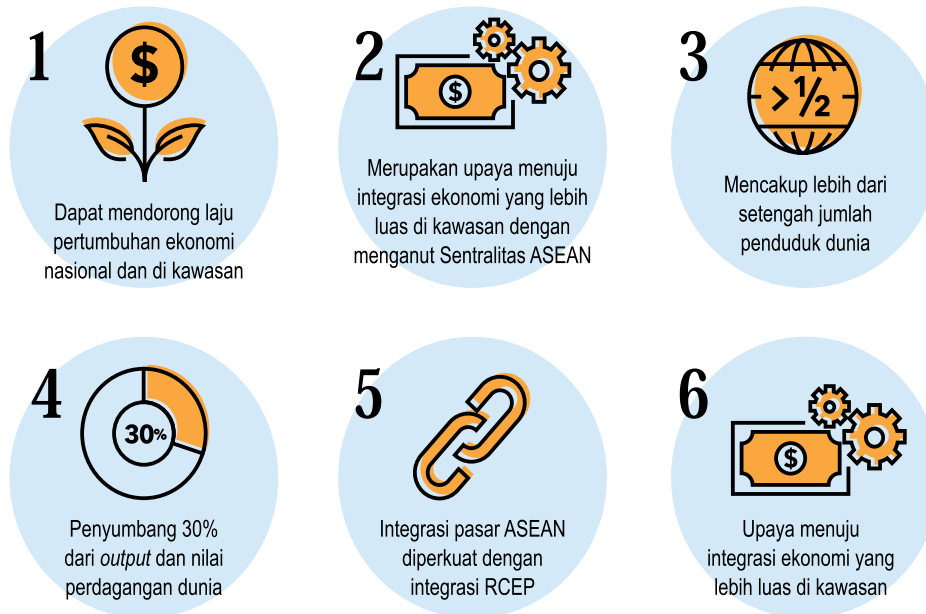 1
$
Dapat mendorong laju
pertumbuhan ekonomi
nasional dan di kawasan
2
$
Merupakan upaya menuju
integrasi ekonomi yang lebih
luas di kawasan dengan
menganut Sentralitas ASEAN
3
>1/2
Mencakup lebih dari
setengah jumlah
penduduk dunia
4
30%
Penyumbang 30%
dari output dan nilai
perdagangan dunia
5
Integrasi pasar ASEAN
diperkuat dengan
integrasi RCEP
6
$
Upaya menuju
integrasi ekonomi yang
lebih luas di kawasan